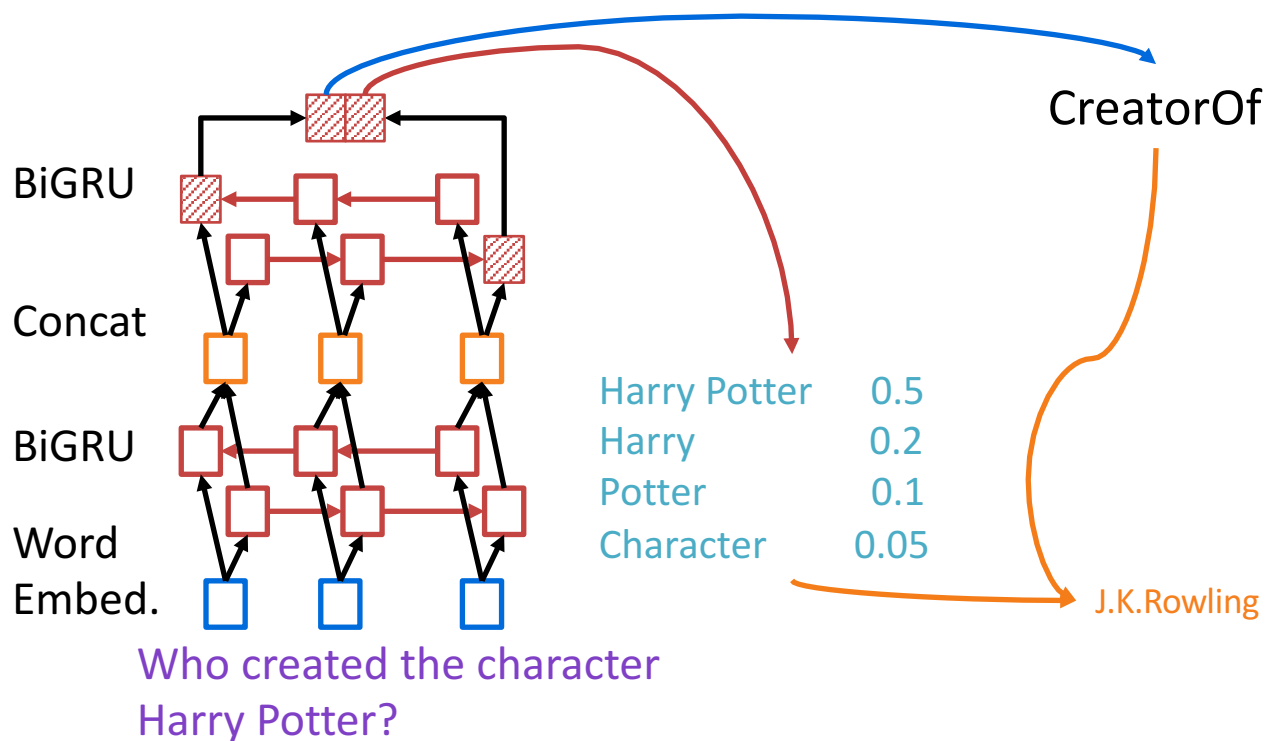 CreatorOf
BiGRU
Concat
Harry Potter 0.5
Harry 0.2
BiGRU
Potter 0.1
Character 0.05
Word
Embed.
J.K.Rowling
Who created the character
Harry Potter?